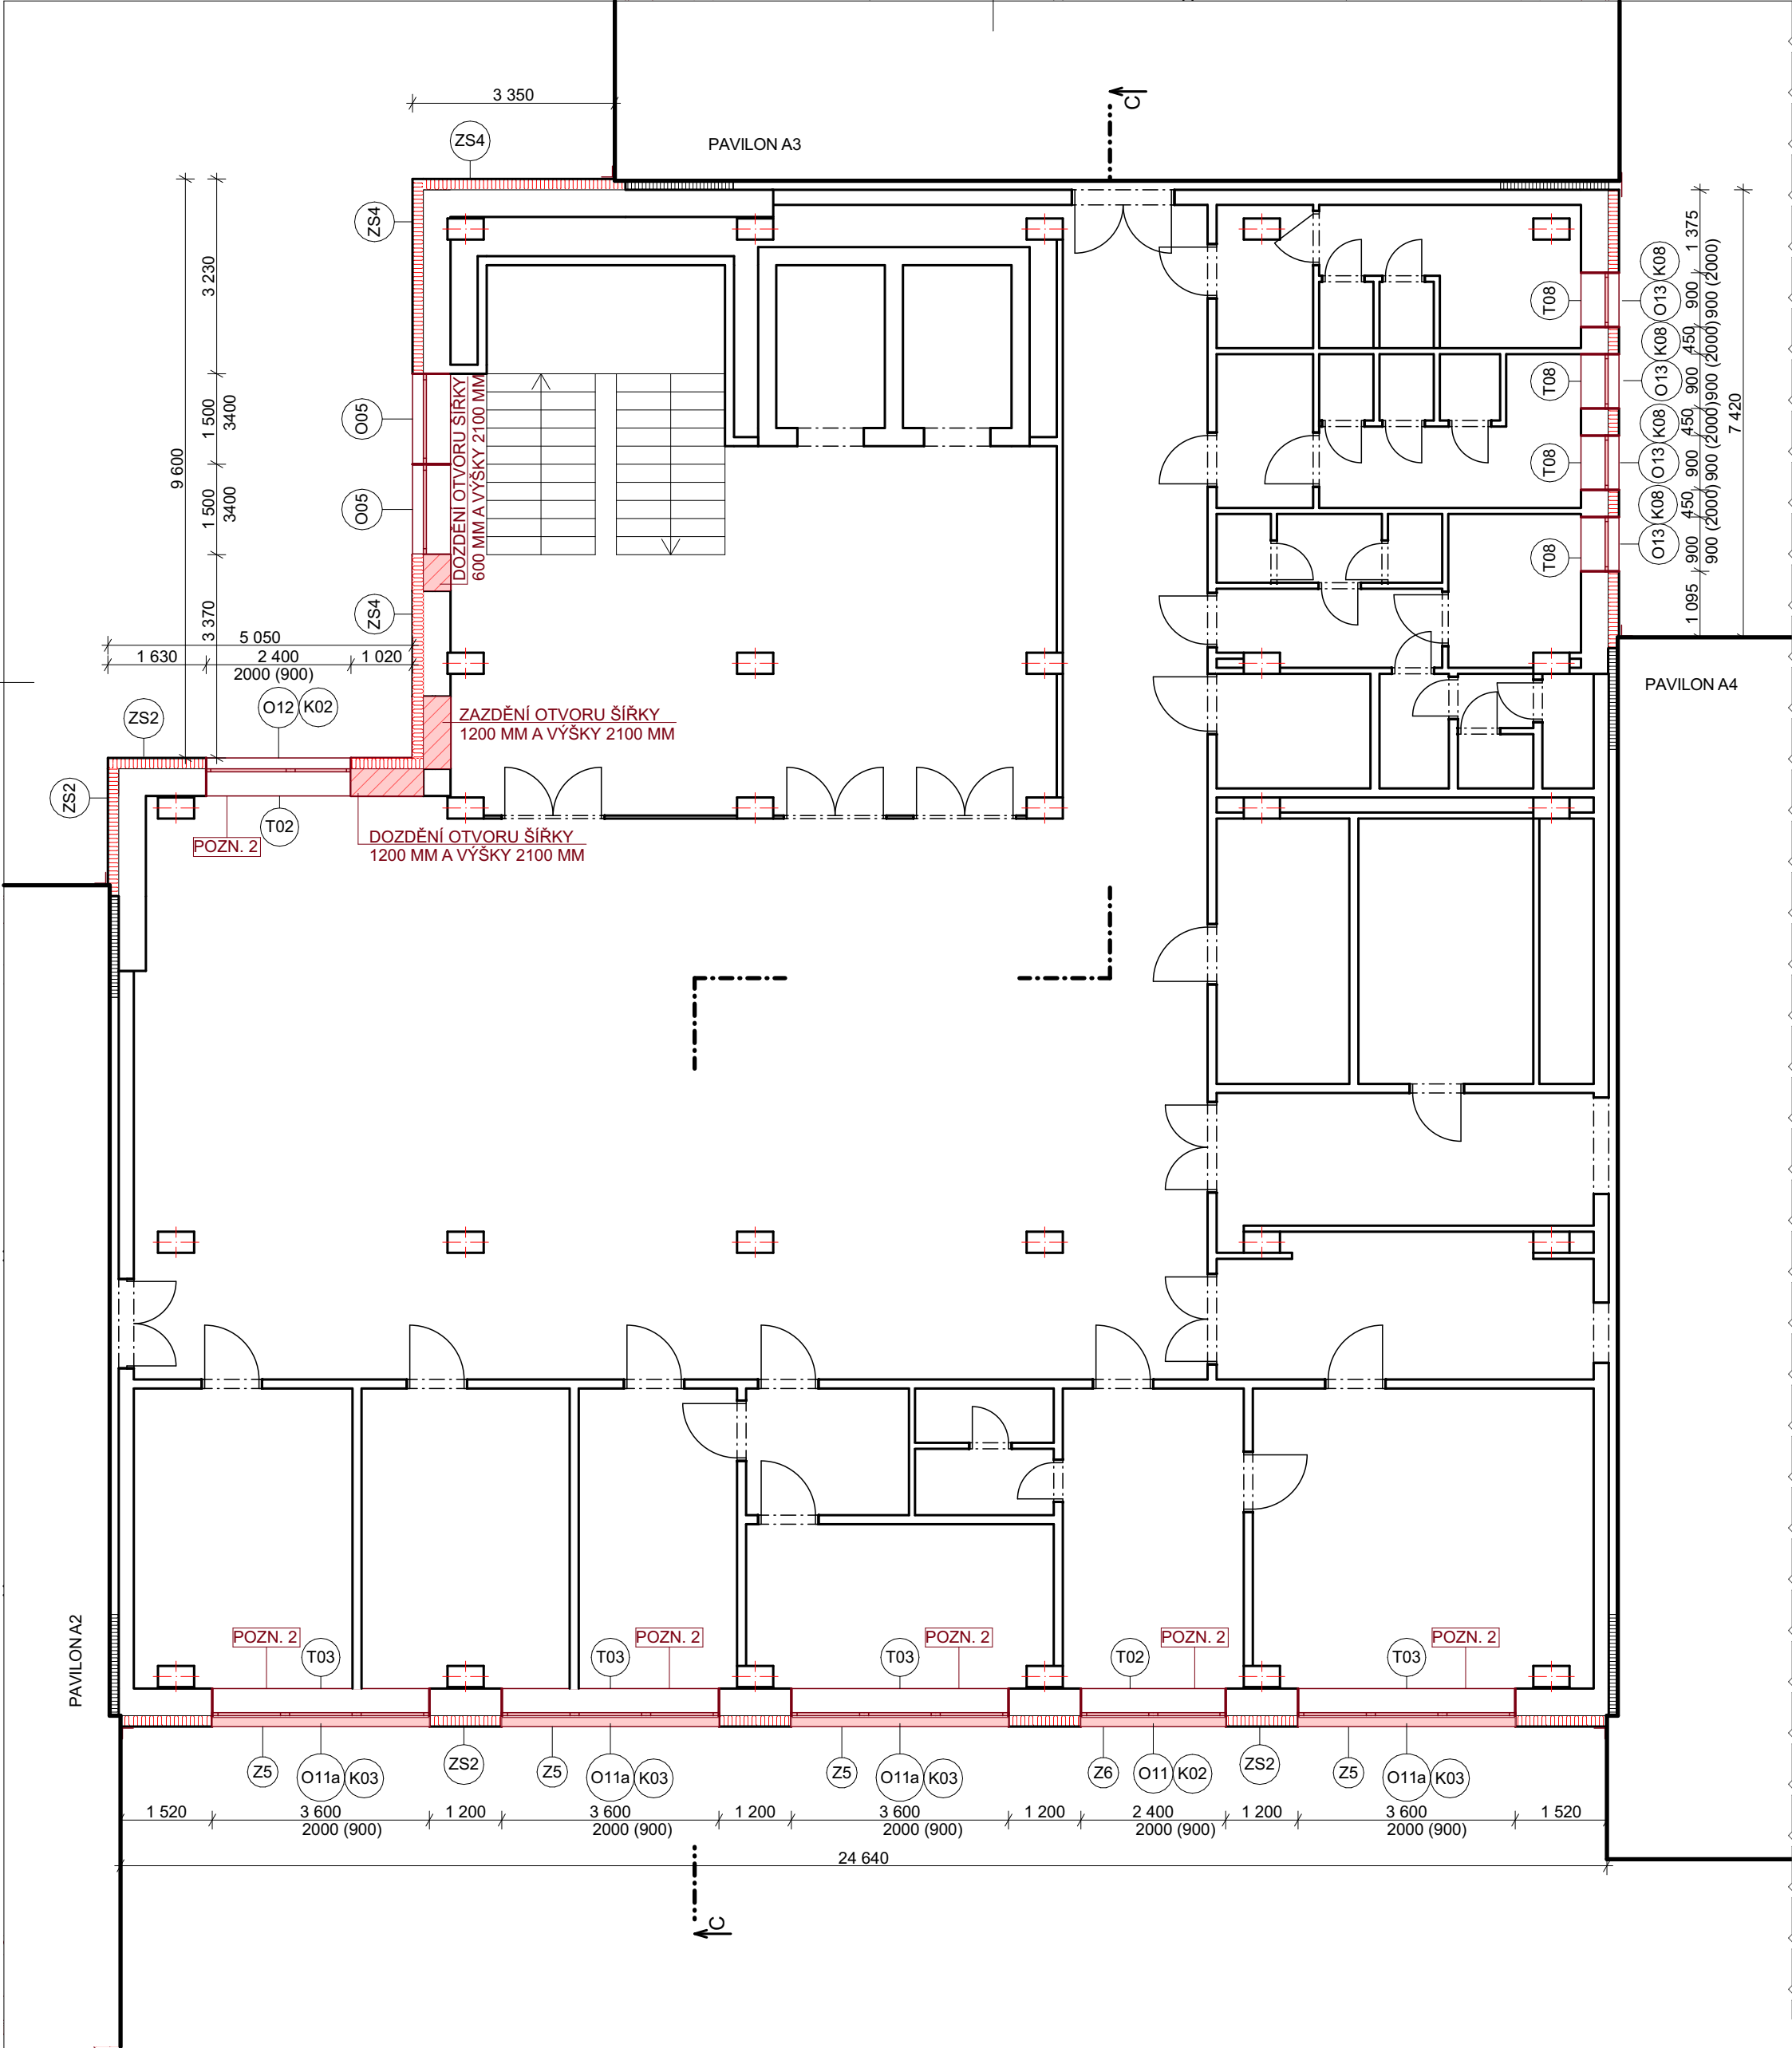 3 350
C
PAVILON A3
ZS4
ZS4
3 230
9 600
1 500
3400
O05
1 500
3400
O05
DOZDĚNÍ OTVORU ŠÍŘKY
600 MM A VÝŠKY 2100 MM
3 370
ZS4
5 050
1 630
2 400
1 020
2000 (900)
ZS2
O12
K02
ZS2
ZAZDĚNÍ OTVORU ŠÍŘKY
1200 MM A VÝŠKY 2100 MM
POZN. 2
T02
DOZDĚNÍ OTVORU ŠÍŘKY
1200 MM A VÝŠKY 2100 MM
1 375
T08
O13
K08
900
900 (2000)
450
T08
O13
K08
900
900 (2000)
450
T08
O13
K08
900
900 (2000)
450
T08
O13
K08
900
900 (2000)
1 095
7 420
PAVILON A4
PAVILON A2
POZN. 2
T03
POZN. 2
T03
POZN. 2
T03
POZN. 2
T02
POZN. 2
T03
Z5
O11a
K03
ZS2
Z5
O11a
K03
Z5
O11a
K03
Z6
O11
K02
ZS2
Z5
O11a
K03
1 520
3 600
1 200
3 600
1 200
3 600
1 200
2 400
1 200
3 600
1 520
2000 (900)
2000 (900)
2000 (900)
2000 (900)
2000 (900)
24 640
C